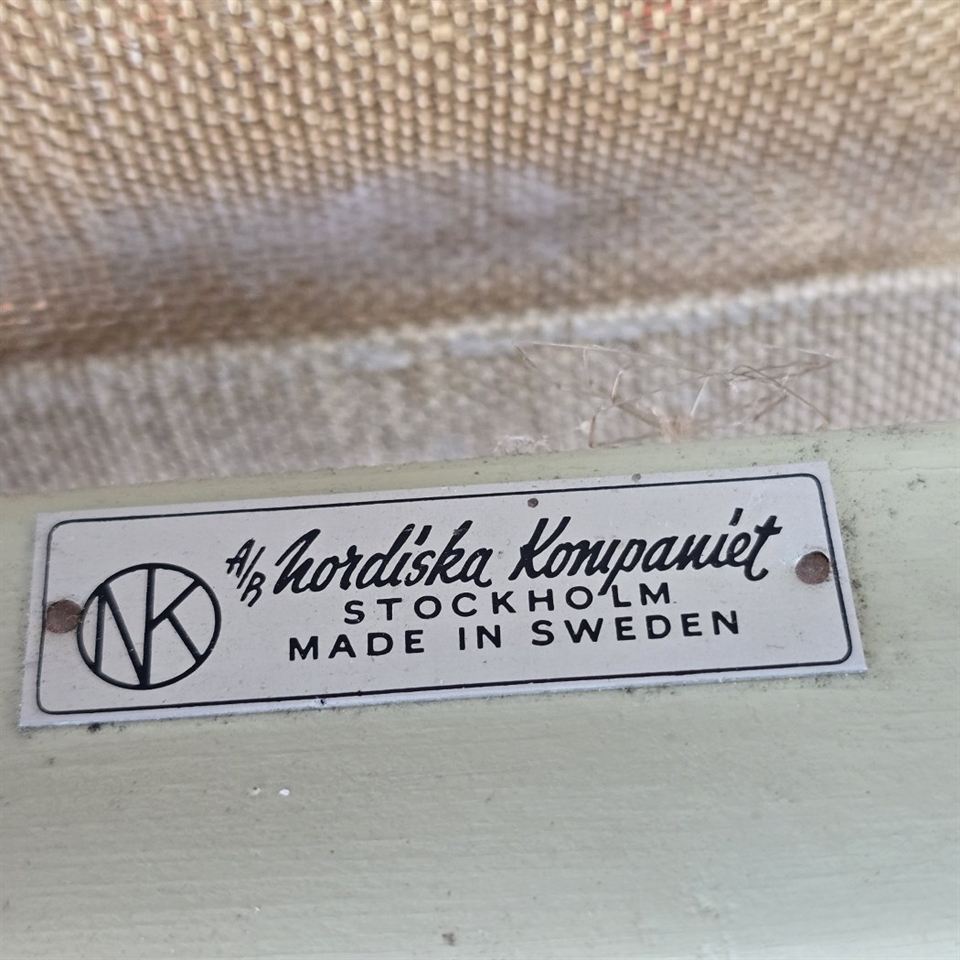 NK
A/B Nordiska Kompaniet
STOCKHOLM
MADE IN SWEDEN